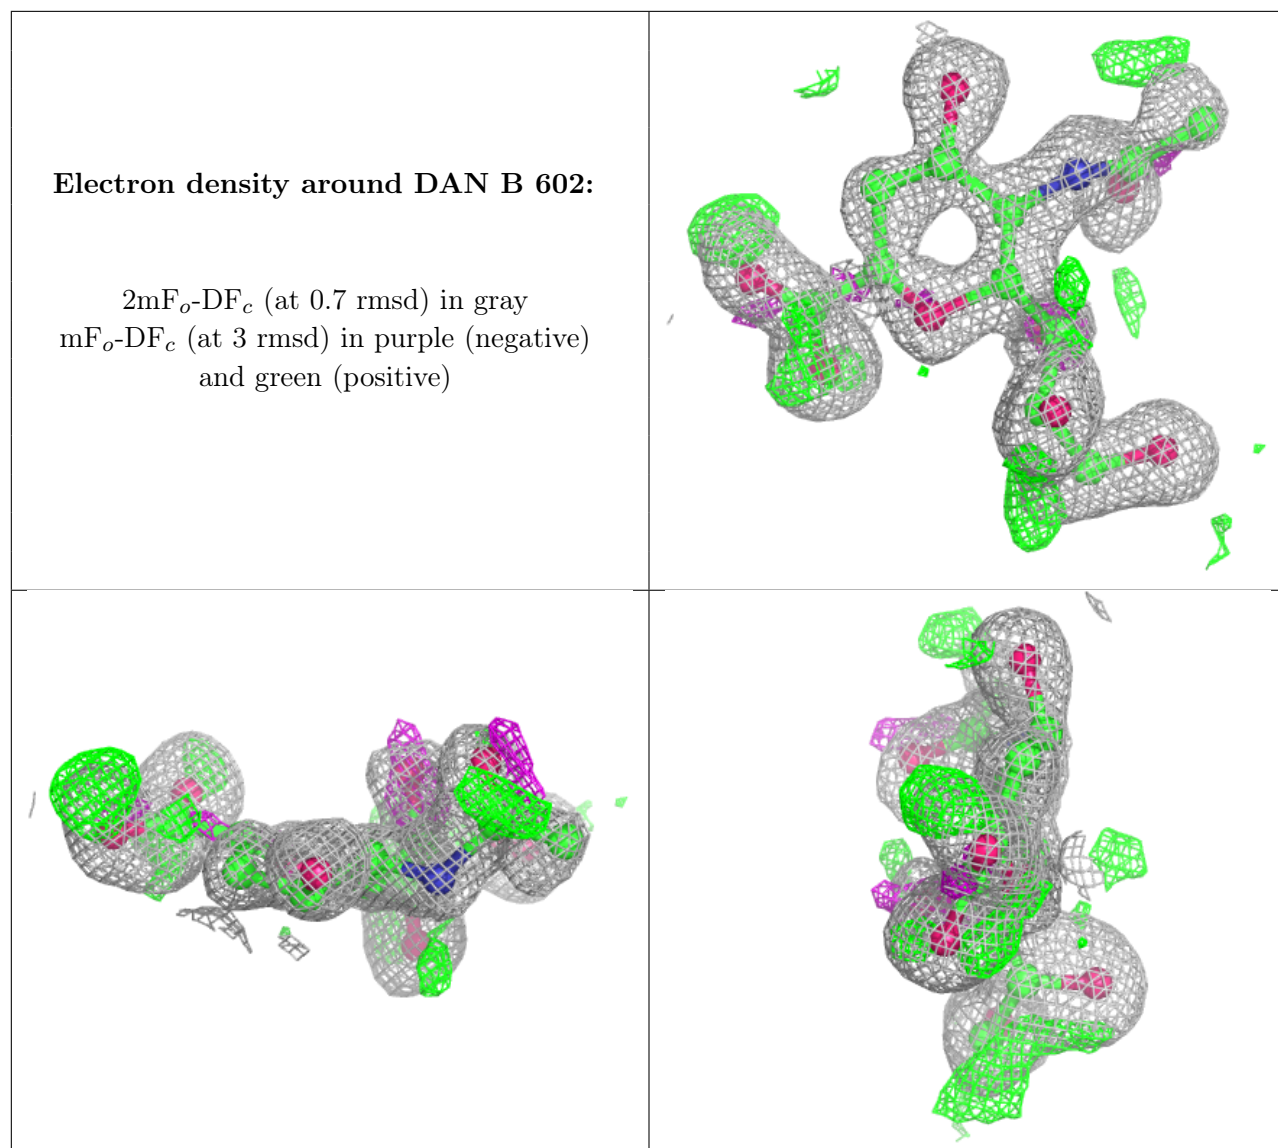 Electron density around DAN B 602:
2mFo-DFc (at 0.7 rmsd) in gray
mFo-DFc (at 3 rmsd) in purple (negative)
and green (positive)